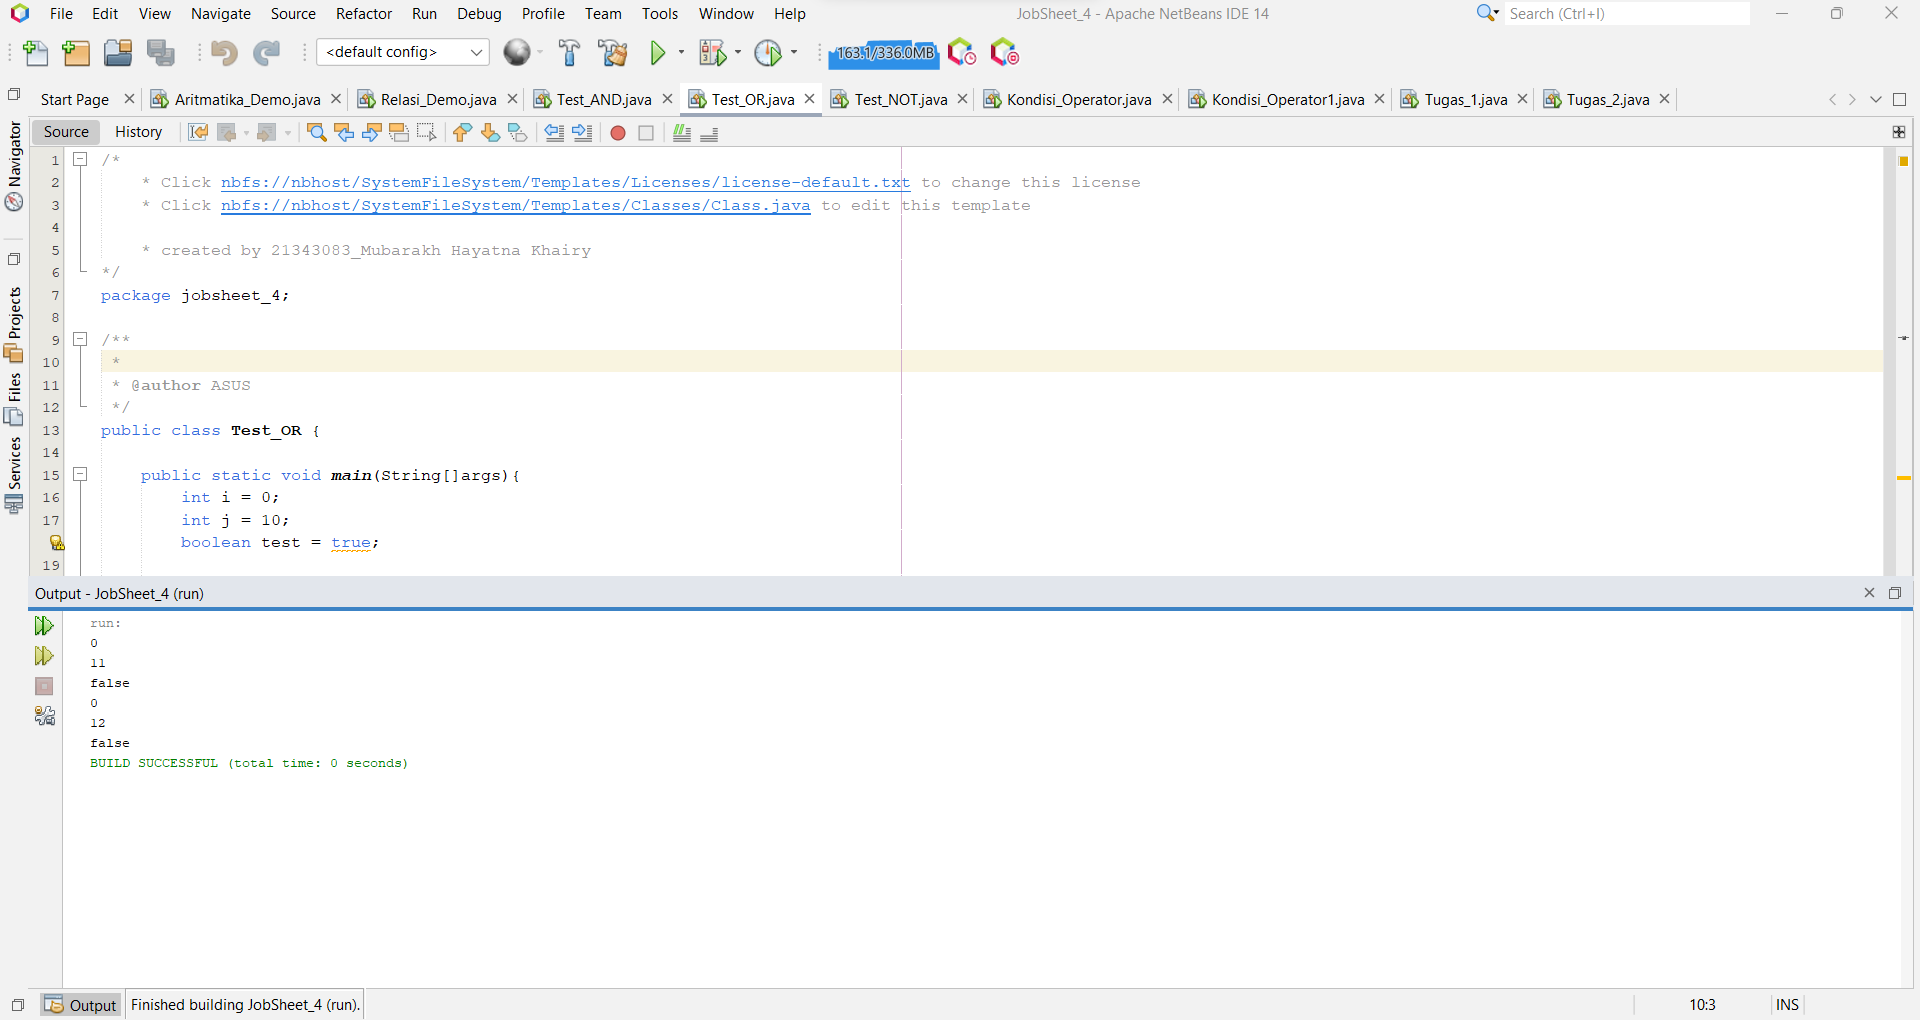 File Edit View Navigate Source Refactor Run Debug Profile Team Tools Window Help JobSheet_4 - Apache NetBeans IDE 14 Search (Ctrl+I)
<default config> 163.1/336.0MB
Start Page Aritmatika_Demo.java Relasi_Demo.java Test_AND.java Test_OR.java Test_NOT.java Kondisi_Operator.java Kondisi_Operator1.java Tugas_1.java Tugas_2.java
Source History
Navigator
Projects
Files
Services
1 /*
2 * Click nbfs://nbhost/SystemFileSystem/Templates/Licenses/license-default.txt to change this license
3 * Click nbfs://nbhost/SystemFileSystem/Templates/Classes/Class.java to edit this template
4
5 * created by 21343083_Mubarakh Hayatna Khairy
6 */
7 package jobsheet_4;
8
9 /**
10 *
11 * @author ASUS
12 */
13 public class Test_OR {
14
15 public static void main(String[]args){
16 int i = 0;
17 int j = 10;
boolean test = true;
19
Output - JobSheet_4 (run)
run:
0
11
false
0
12
false
BUILD SUCCESSFUL (total time: 0 seconds)
Output Finished building JobSheet_4 (run). 10:3 INS